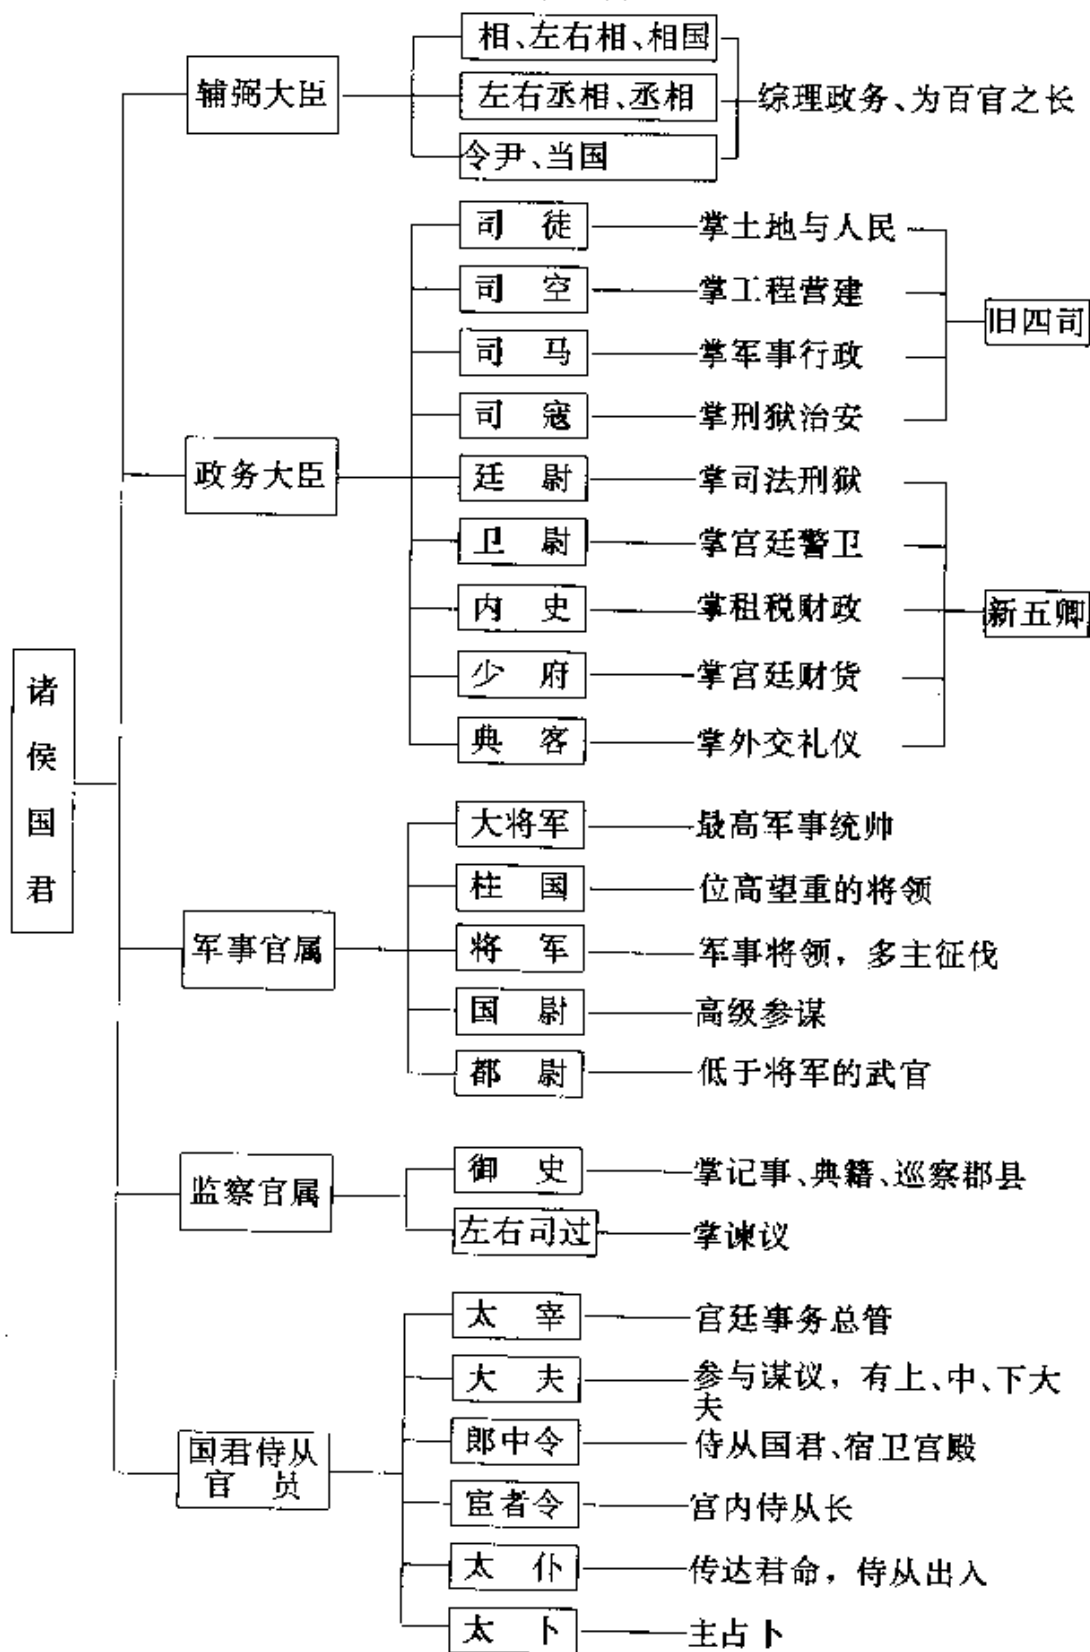 诸侯国君
辅弼大臣
相、左右相、相国
左右丞相、丞相
令尹、当国
综理政务、为百官之长
政务大臣
司 徒 掌土地与人民
司 空 掌工程营建
司 马 掌军事行政
司 寇 掌刑狱治安
旧四司
廷 尉 掌司法刑狱
卫 尉 掌宫廷警卫
内 史 掌租税财政
少 府 掌宫廷财货
典 客 掌外交礼仪
新五卿
军事官属
大将军 最高军事统帅
柱 国 位高望重的将领
将 军 军事将领，多主征伐
国 尉 高级参谋
都 尉 低于将军的武官
监察官属
御 史 掌记事、典籍、巡察郡县
左右司过 掌谏议
国君侍从
官 员
太 宰 宫廷事务总管
大 夫 参与谋议，有上、中、下大
夫
郎中令 侍从国君、宿卫宫殿
宦者令 宫内侍从长
太 仆 传达君命，侍从出入
太 卜 主占卜